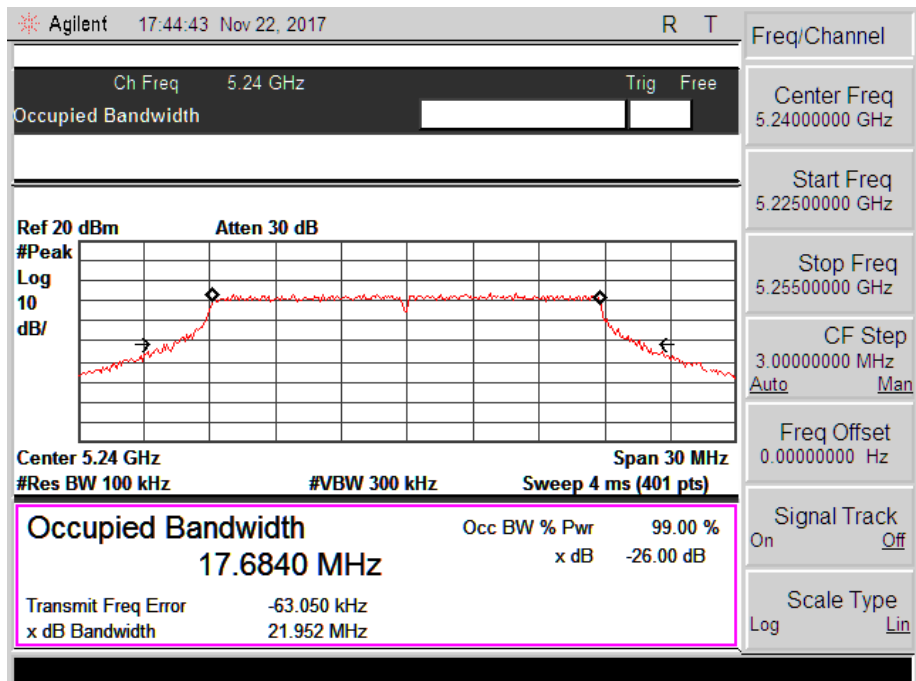 Agilent 17:44:43 Nov 22, 2017 R T
Freq/Channel
Ch Freq 5.24 GHz Trig Free
Occupied Bandwidth
Center Freq
5.24000000 GHz
Start Freq
5.22500000 GHz
Stop Freq
5.25500000 GHz
CF Step
3.00000000 MHz
Auto Man
Freq Offset
0.00000000 Hz
Signal Track
On Off
Scale Type
Log Lin
Ref 20 dBm Atten 30 dB
#Peak
Log
10
dB/
Center 5.24 GHz Span 30 MHz
#Res BW 100 kHz #VBW 300 kHz Sweep 4 ms (401 pts)
Occupied Bandwidth Occ BW % Pwr 99.00 %
17.6840 MHz x dB -26.00 dB
Transmit Freq Error -63.050 kHz
x dB Bandwidth 21.952 MHz